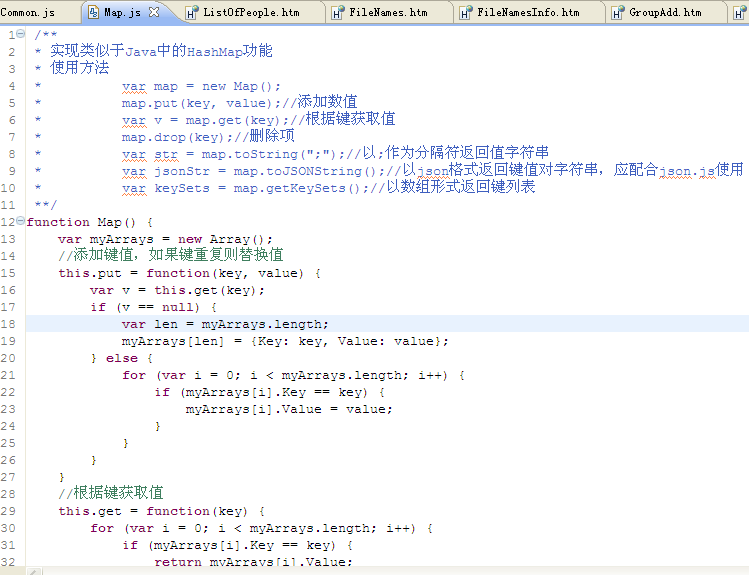 Common.js Map.js ListOfPeople.htm FileNames.htm FileNamesInfo.htm GroupAdd.htm
1 /**
2 * 实现类似于Java中的HashMap功能
3 * 使用方法
4 * var map = new Map();
5 * map.put(key, value);//添加数值
6 * var v = map.get(key);//根据键获取值
7 * map.drop(key);//删除项
8 * var str = map.toString(";");//以;作为分隔符返回值字符串
9 * var jsonStr = map.toJSONString();//以json格式返回键值对字符串，应配合json.js使用
10 * var keySets = map.getKeySets();//以数组形式返回键列表
11 **/
12 function Map() {
13 var myArrays = new Array();
14 //添加键值，如果键重复则替换值
15 this.put = function(key, value) {
16 var v = this.get(key);
17 if (v == null) {
18 var len = myArrays.length;
19 myArrays[len] = {Key: key, Value: value};
20 } else {
21 for (var i = 0; i < myArrays.length; i++) {
22 if (myArrays[i].Key == key) {
23 myArrays[i].Value = value;
24 }
25 }
26 }
27 }
28 //根据键获取值
29 this.get = function(key) {
30 for (var i = 0; i < myArrays.length; i++) {
31 if (myArrays[i].Key == key) {
32 return myArrays[i].Value;